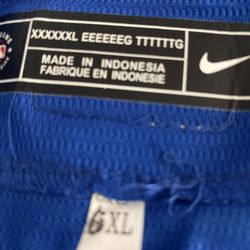 XXXXXXL EEEEEEG TTTTTTG
MADE IN INDONESIA
FABRIQUE EN INDONESIE
6XL